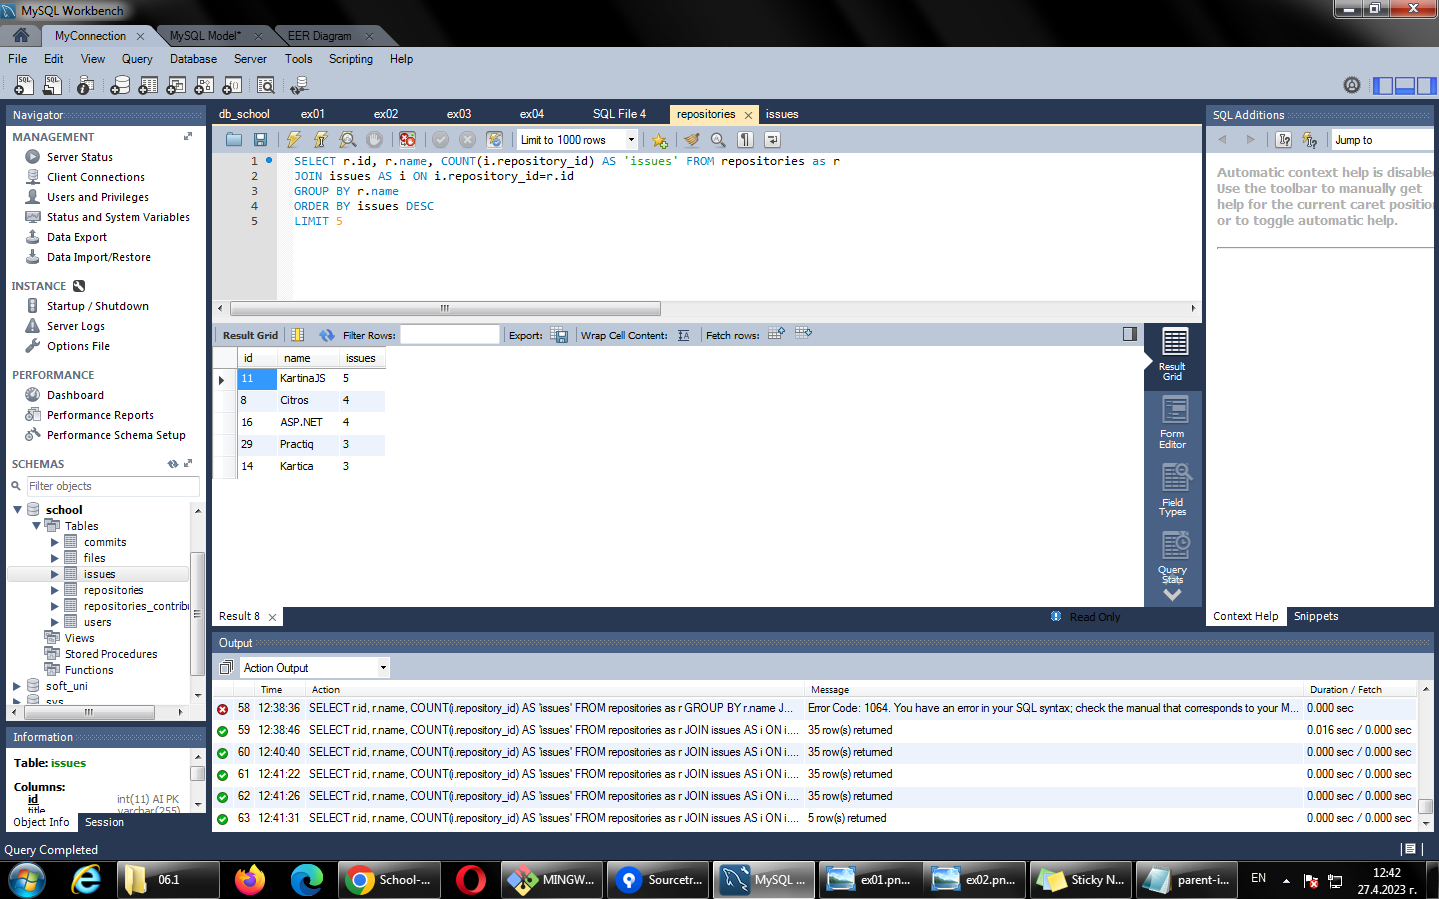 MySQL Workbench
MyConnection
MySQL Model*
EER Diagram
File Edit View Query Database Server Tools Scripting Help
Navigator
MANAGEMENT
Server Status
Client Connections
Users and Privileges
Status and System Variables
Data Export
Data Import/Restore
INSTANCE
Startup / Shutdown
Server Logs
Options File
PERFORMANCE
Dashboard
Performance Reports
Performance Schema Setup
SCHEMAS
Filter objects
school
Tables
commits
files
issues
repositories
repositories_contrib
users
Views
Stored Procedures
Functions
soft_uni
sys
Information
Table: issues
Columns:
id int(11) AI PK
title varchar(255)
Object Info Session
db_school ex01 ex02 ex03 ex04 SQL File 4 repositories issues
Limit to 1000 rows
1 SELECT r.id, r.name, COUNT(i.repository_id) AS 'issues' FROM repositories as r
2 JOIN issues AS i ON i.repository_id=r.id
3 GROUP BY r.name
4 ORDER BY issues DESC
5 LIMIT 5
Result Grid Filter Rows: Export: Wrap Cell Content: Fetch rows:
id name issues
11 KartinaJS 5
8 Citros 4
16 ASP.NET 4
29 Practiq 3
14 Kartica 3
Result Grid
Form Editor
Field Types
Query Stats
Result 8
Read Only
SQL Additions
Jump to
Automatic context help is disable
Use the toolbar to manually get
help for the current caret position
or to toggle automatic help.
Context Help Snippets
Output
Action Output
Time Action Message Duration / Fetch
58 12:38:36 SELECT r.id, r.name, COUNT(i.repository_id) AS 'issues' FROM repositories as r GROUP BY r.name J... Error Code: 1064. You have an error in your SQL syntax; check the manual that corresponds to your M... 0.000 sec
59 12:38:46 SELECT r.id, r.name, COUNT(i.repository_id) AS 'issues' FROM repositories as r JOIN issues AS i ON i.... 35 row(s) returned 0.016 sec / 0.000 sec
60 12:40:40 SELECT r.id, r.name, COUNT(i.repository_id) AS 'issues' FROM repositories as r JOIN issues AS i ON i.... 35 row(s) returned 0.000 sec / 0.000 sec
61 12:41:22 SELECT r.id, r.name, COUNT(i.repository_id) AS 'issues' FROM repositories as r JOIN issues AS i ON i.... 35 row(s) returned 0.000 sec / 0.000 sec
62 12:41:26 SELECT r.id, r.name, COUNT(i.repository_id) AS 'issues' FROM repositories as r JOIN issues AS i ON i.... 35 row(s) returned 0.000 sec / 0.000 sec
63 12:41:31 SELECT r.id, r.name, COUNT(i.repository_id) AS 'issues' FROM repositories as r JOIN issues AS i ON i.... 5 row(s) returned 0.000 sec / 0.000 sec
Query Completed
06.1
School-...
MINGW...
Sourcetr...
MySQL ...
ex01.pn...
ex02.pn...
Sticky N...
parent-i...
EN
12:42
27.4.2023 г.